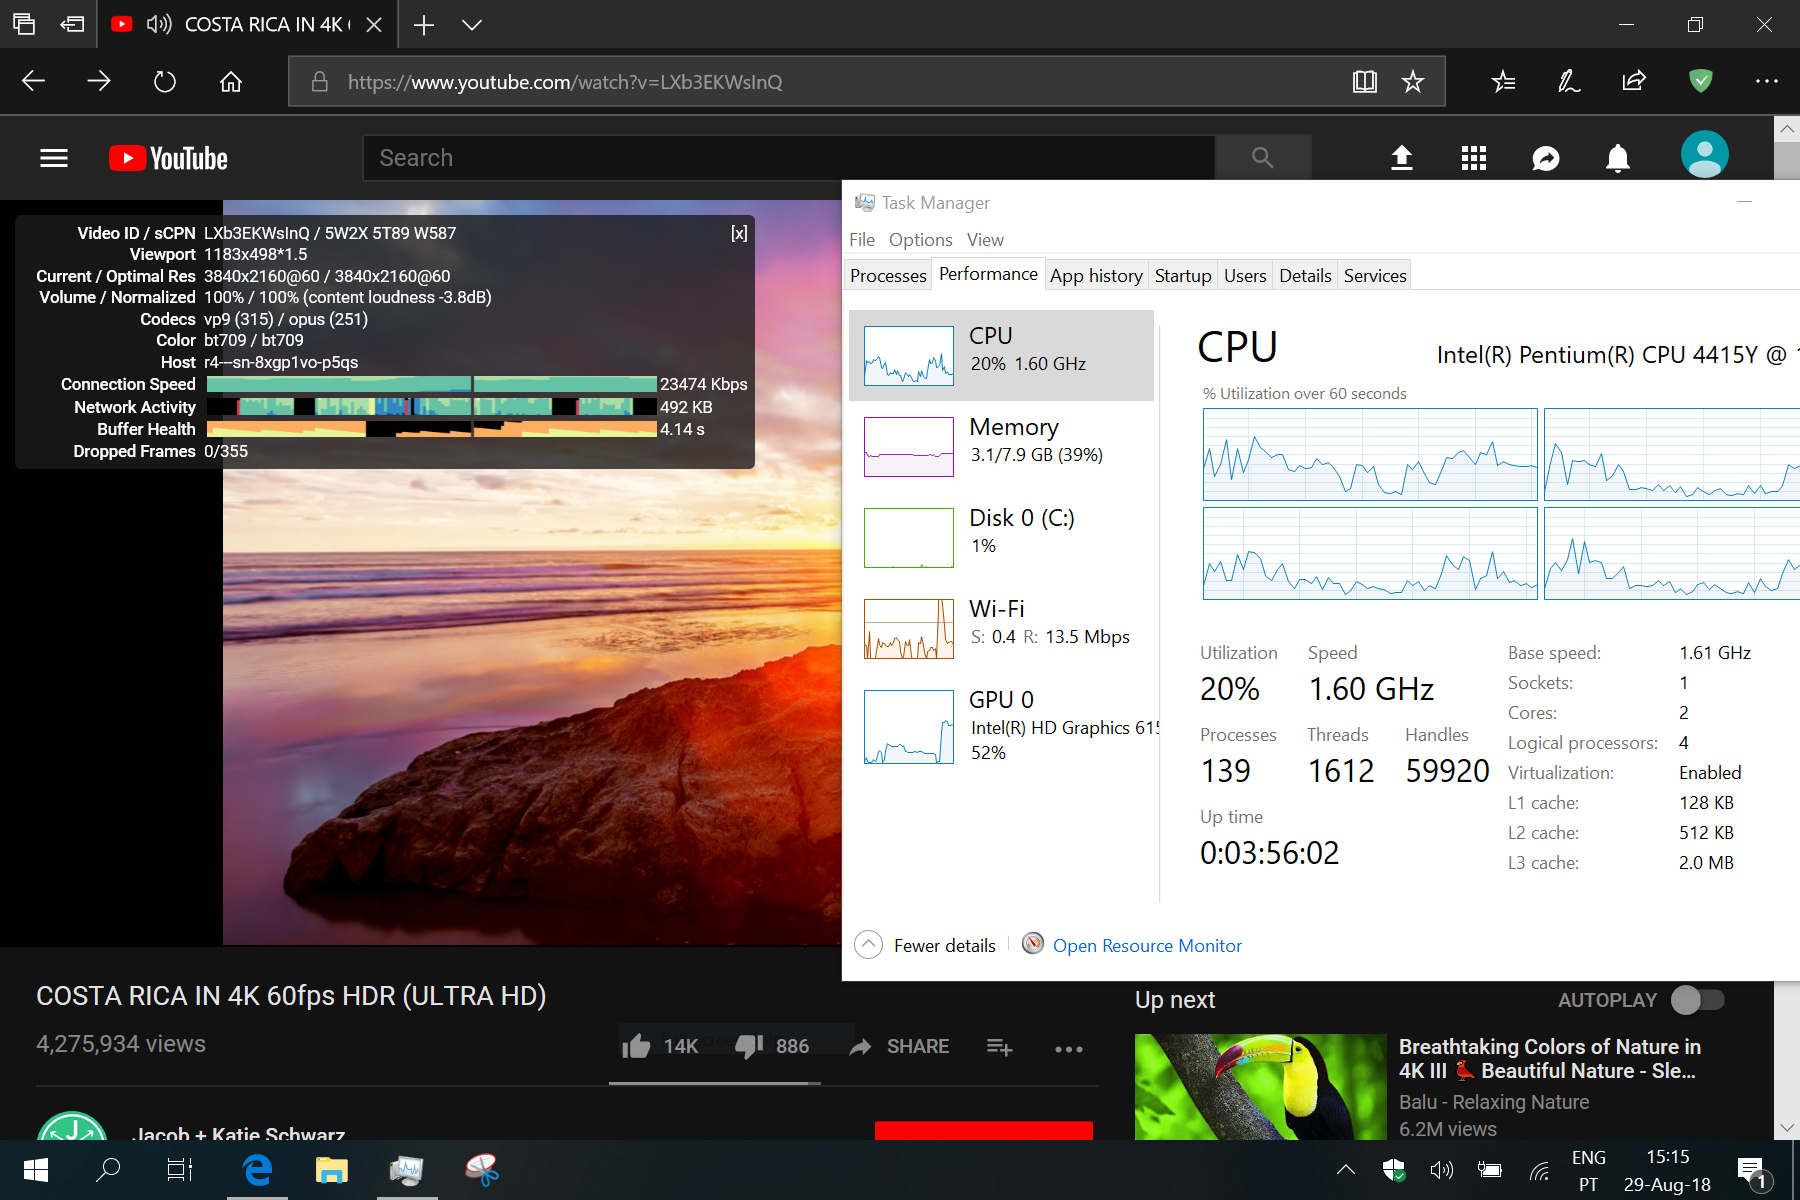 COSTA RICA IN 4K
https://www.youtube.com/watch?v=LXb3EKWsInQ
YouTube
Search
Video ID / sCPN LXb3EKWsInQ / 5W2X 5T89 W587 [x]
Viewport 1183x498*1.5
Current / Optimal Res 3840x2160@60 / 3840x2160@60
Volume / Normalized 100% / 100% (content loudness -3.8dB)
Codecs vp9 (315) / opus (251)
Color bt709 / bt709
Host r4---sn-8xgp1vo-p5qs
Connection Speed 23474 Kbps
Network Activity 492 KB
Buffer Health 4.14 s
Dropped Frames 0/355
Task Manager
File Options View
Processes Performance App history Startup Users Details Services
CPU
20% 1.60 GHz
Memory
3.1/7.9 GB (39%)
Disk 0 (C:)
1%
Wi-Fi
S: 0.4 R: 13.5 Mbps
GPU 0
Intel(R) HD Graphics 615
52%
CPU Intel(R) Pentium(R) CPU 4415Y @
% Utilization over 60 seconds
Utilization Speed
20% 1.60 GHz
Processes Threads Handles
139 1612 59920
Up time
0:03:56:02
Base speed: 1.61 GHz
Sockets: 1
Cores: 2
Logical processors: 4
Virtualization: Enabled
L1 cache: 128 KB
L2 cache: 512 KB
L3 cache: 2.0 MB
Fewer details Open Resource Monitor
COSTA RICA IN 4K 60fps HDR (ULTRA HD)
4,275,934 views
14K 886 SHARE
Jacob + Katie Schwarz
Up next AUTOPLAY
Breathtaking Colors of Nature in
4K III 🐦 Beautiful Nature - Sle...
Balu - Relaxing Nature
6.2M views
ENG
PT
15:15
29-Aug-18
1